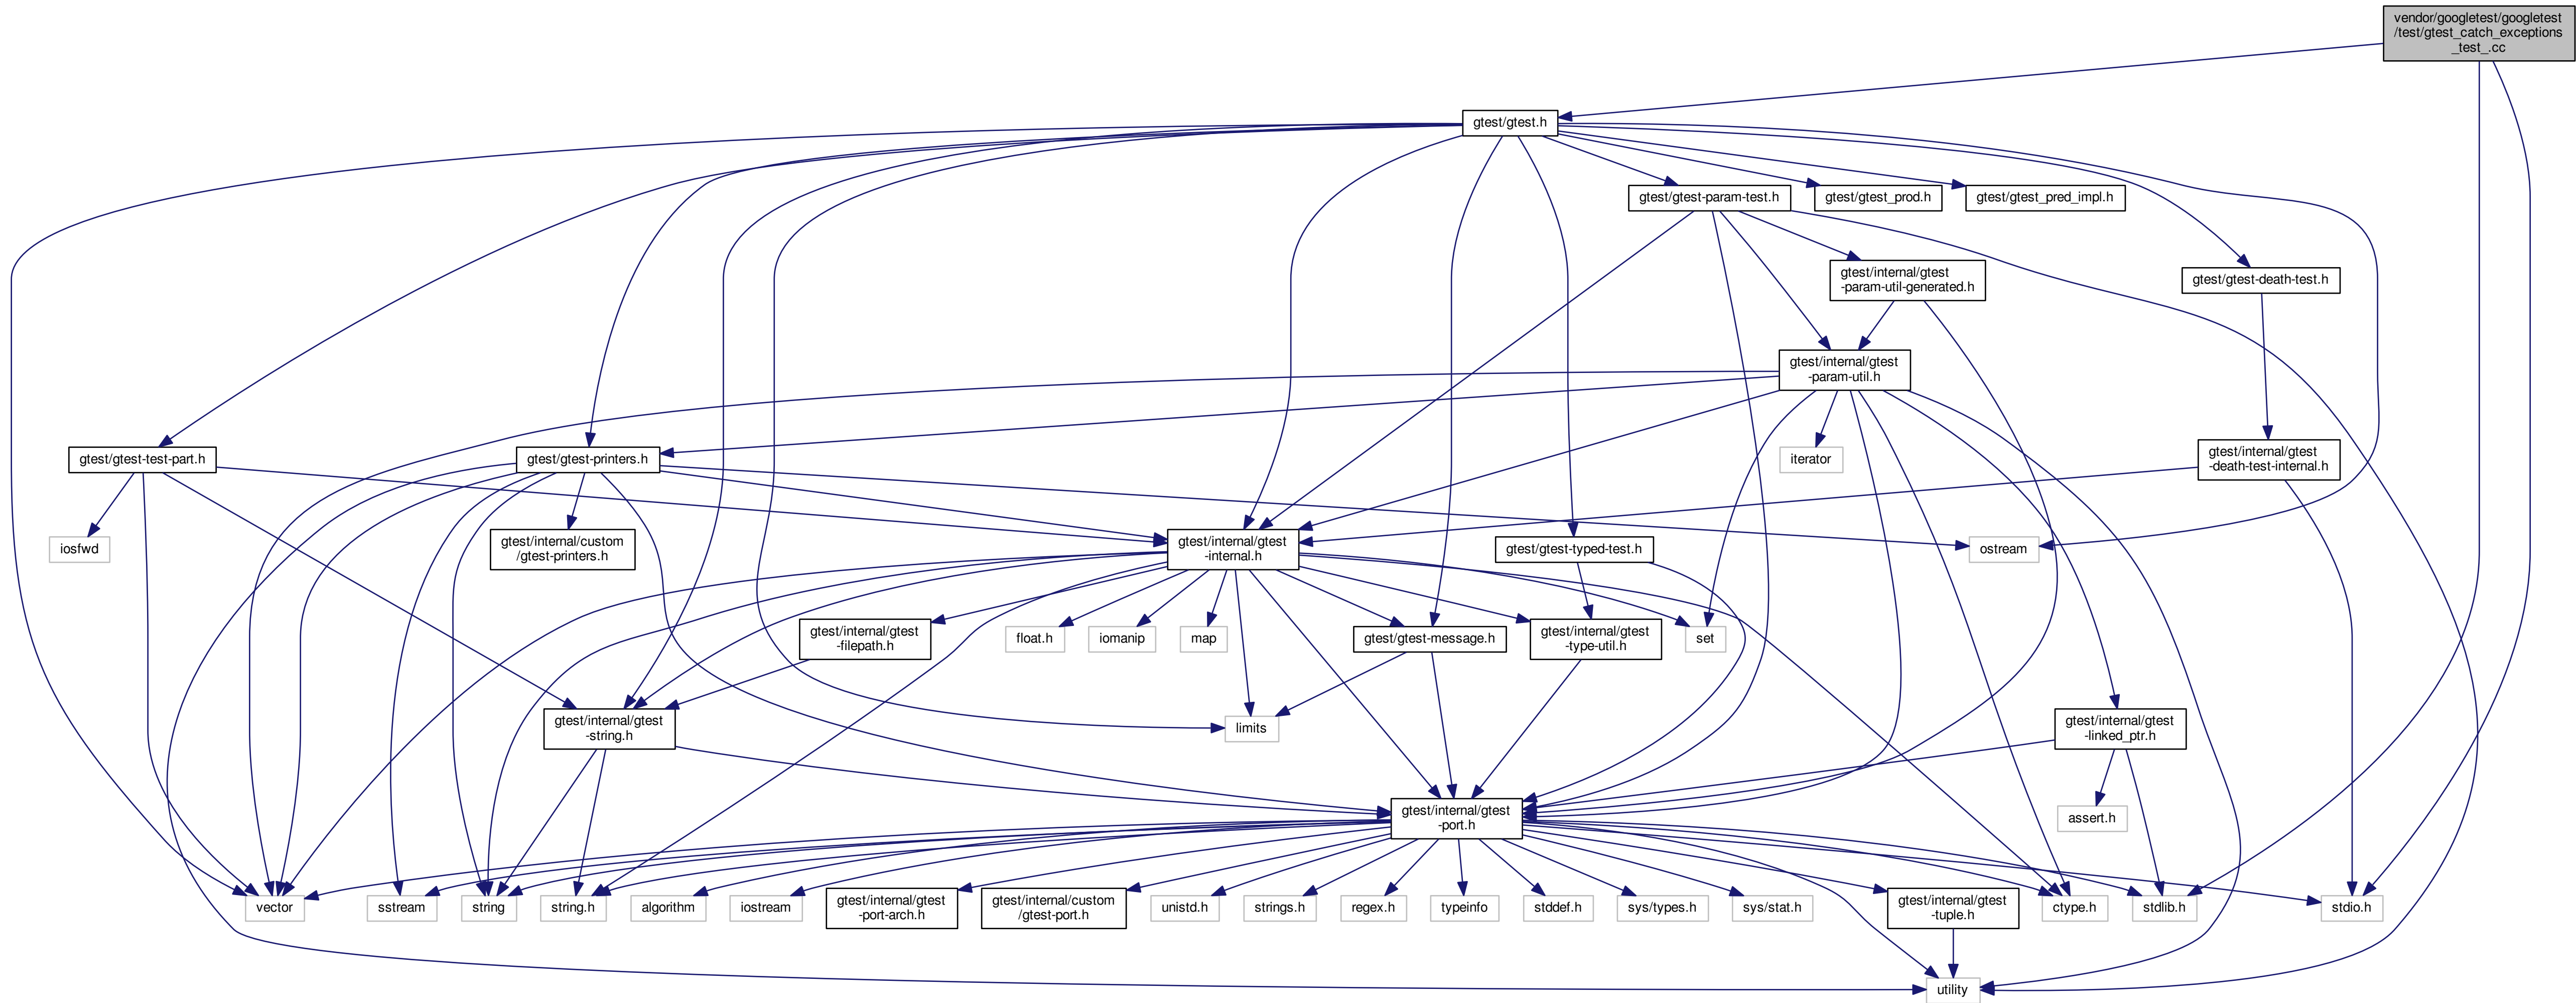 vendor/googletest/googletest
/test/gtest_catch_exceptions
_test_.cc
gtest/gtest.h
gtest/gtest-param-test.h
gtest/gtest_prod.h
gtest/gtest_pred_impl.h
gtest/internal/gtest
-param-util-generated.h
gtest/gtest-death-test.h
gtest/internal/gtest
-param-util.h
gtest/gtest-test-part.h
gtest/gtest-printers.h
iterator
gtest/internal/gtest
-death-test-internal.h
iosfwd
gtest/internal/custom
/gtest-printers.h
gtest/internal/gtest
-internal.h
gtest/gtest-typed-test.h
ostream
gtest/internal/gtest
-filepath.h
float.h
iomanip
map
gtest/gtest-message.h
gtest/internal/gtest
-type-util.h
set
gtest/internal/gtest
-string.h
limits
gtest/internal/gtest
-linked_ptr.h
gtest/internal/gtest
-port.h
assert.h
vector
sstream
string
string.h
algorithm
iostream
gtest/internal/gtest
-port-arch.h
gtest/internal/custom
/gtest-port.h
unistd.h
strings.h
regex.h
typeinfo
stddef.h
sys/types.h
sys/stat.h
gtest/internal/gtest
-tuple.h
ctype.h
stdlib.h
stdio.h
utility